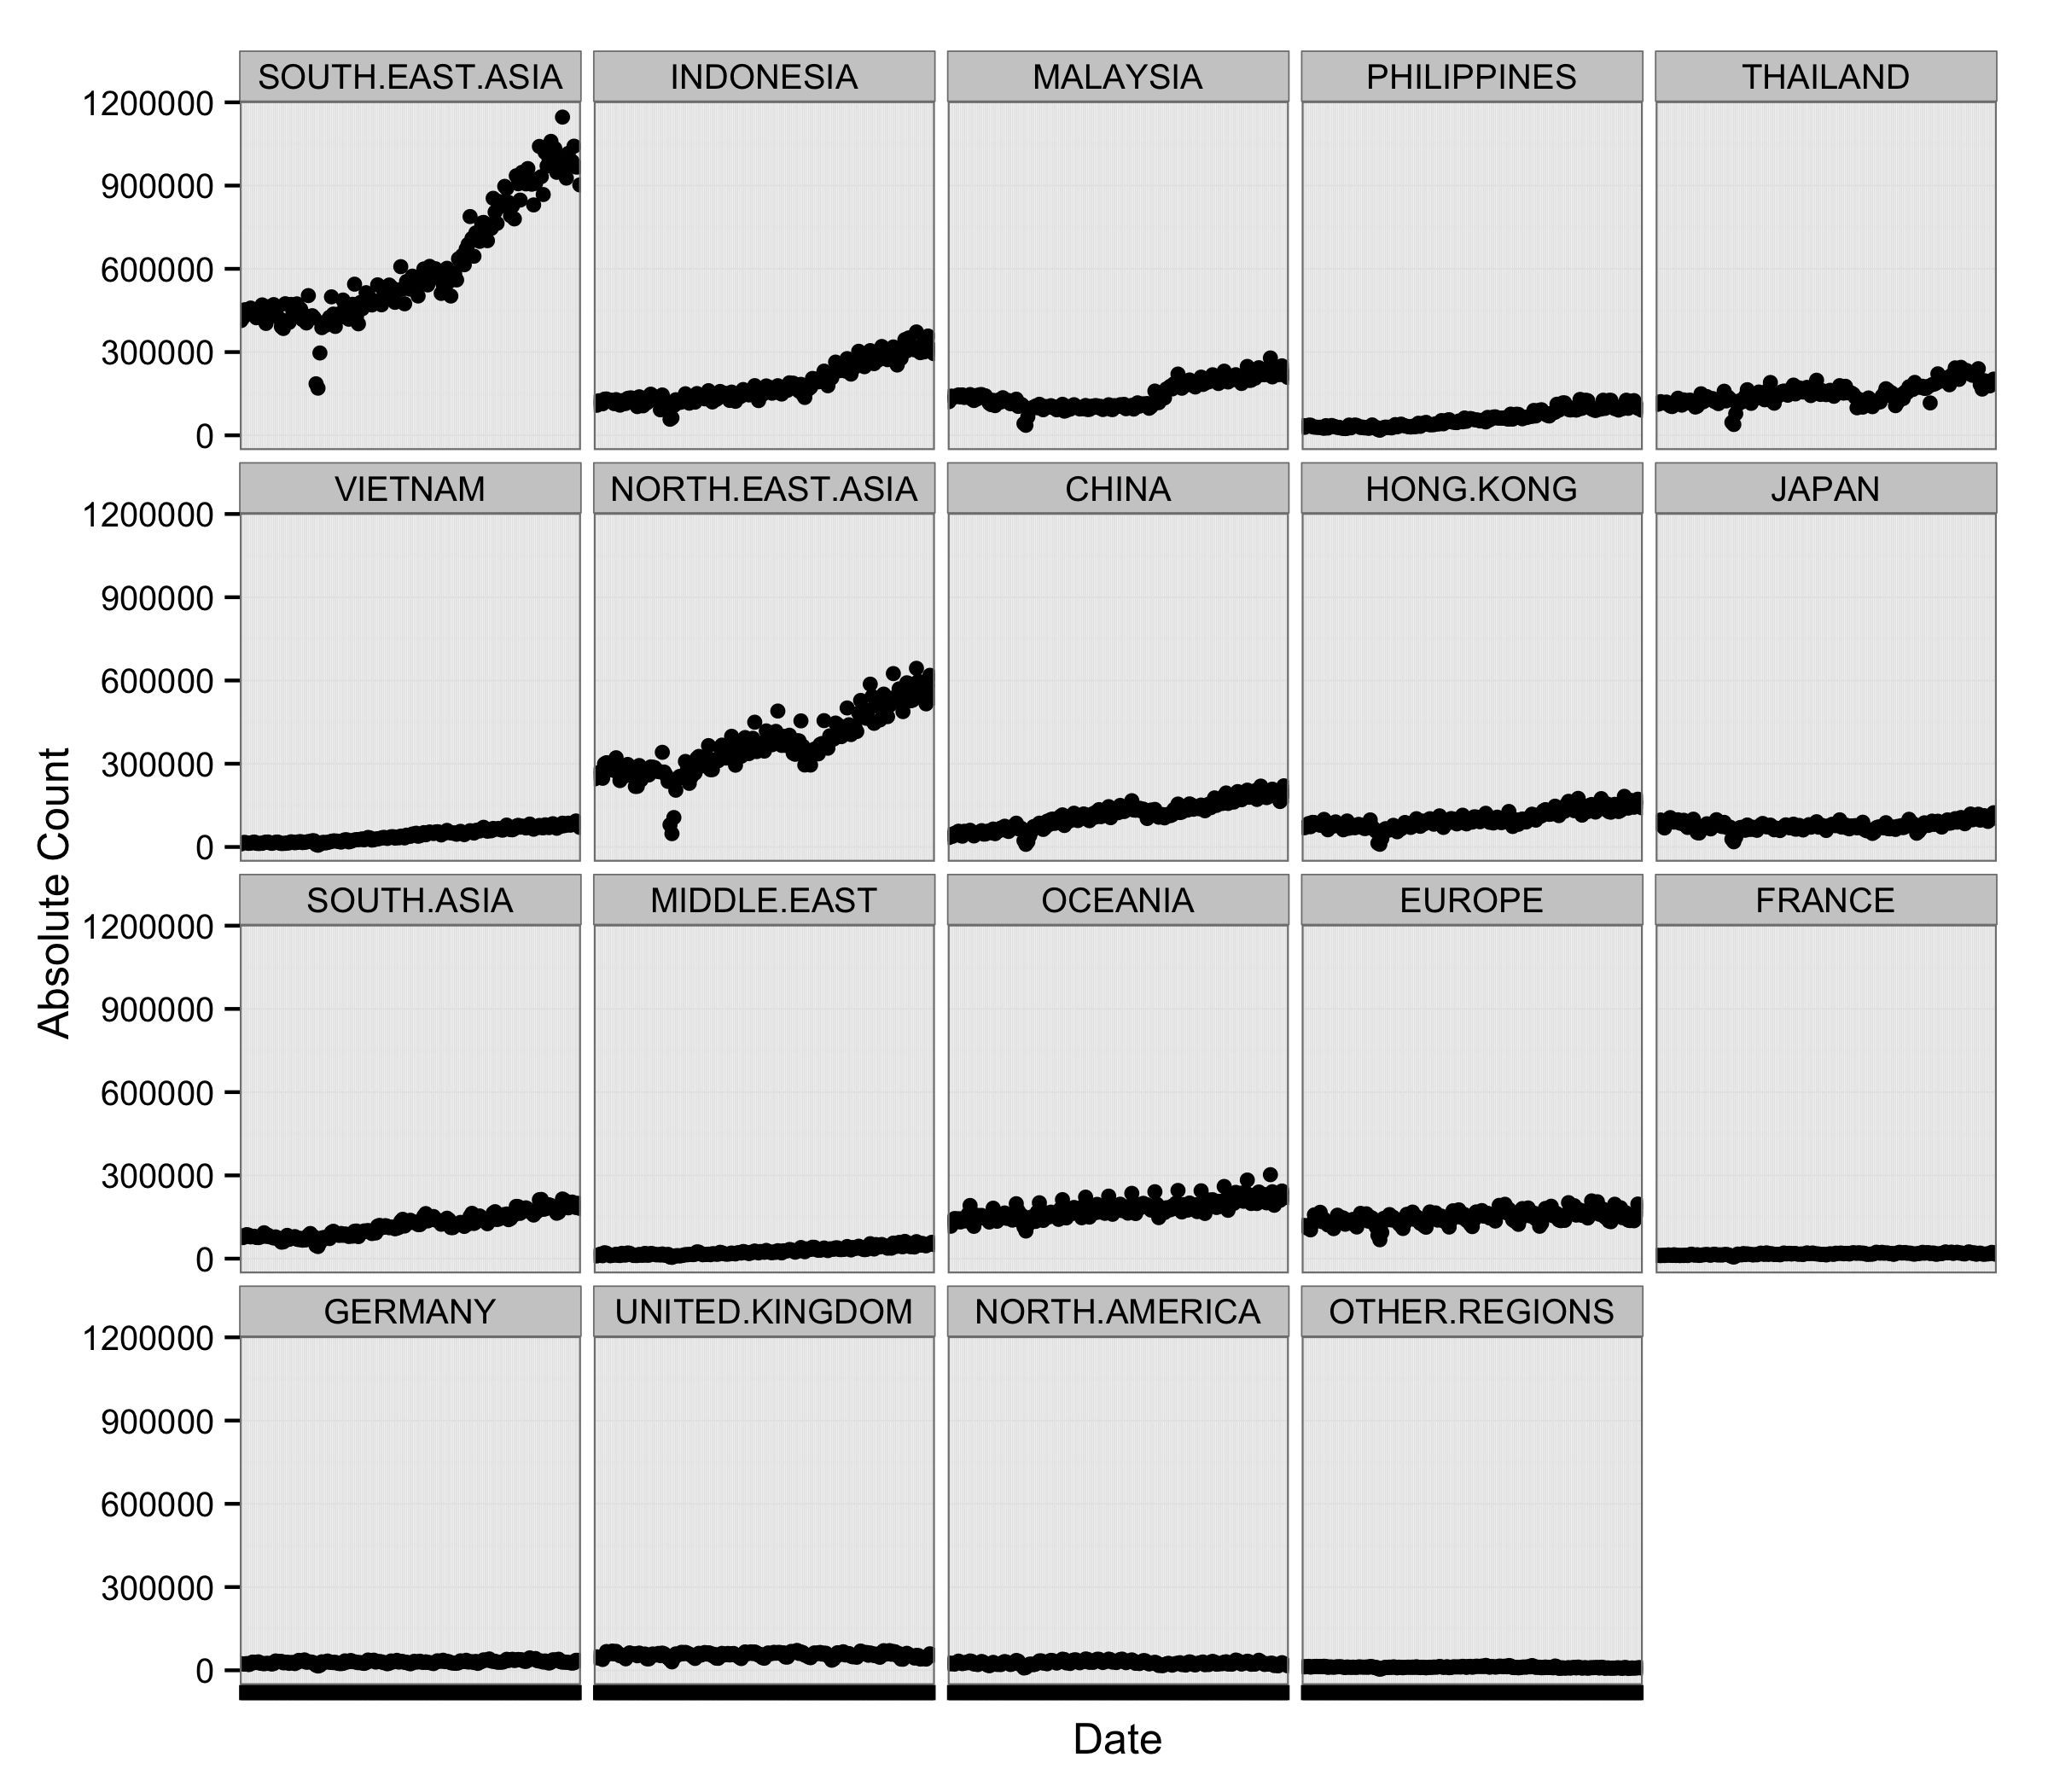 SOUTH.EAST.ASIA
INDONESIA
MALAYSIA
PHILIPPINES
THAILAND
1200000
900000
600000
300000
0
VIETNAM
NORTH.EAST.ASIA
CHINA
HONG.KONG
JAPAN
1200000
900000
600000
300000
0
SOUTH.ASIA
MIDDLE.EAST
OCEANIA
EUROPE
FRANCE
1200000
900000
600000
300000
0
GERMANY
UNITED.KINGDOM
NORTH.AMERICA
OTHER.REGIONS
1200000
900000
600000
300000
0
Absolute Count
Date